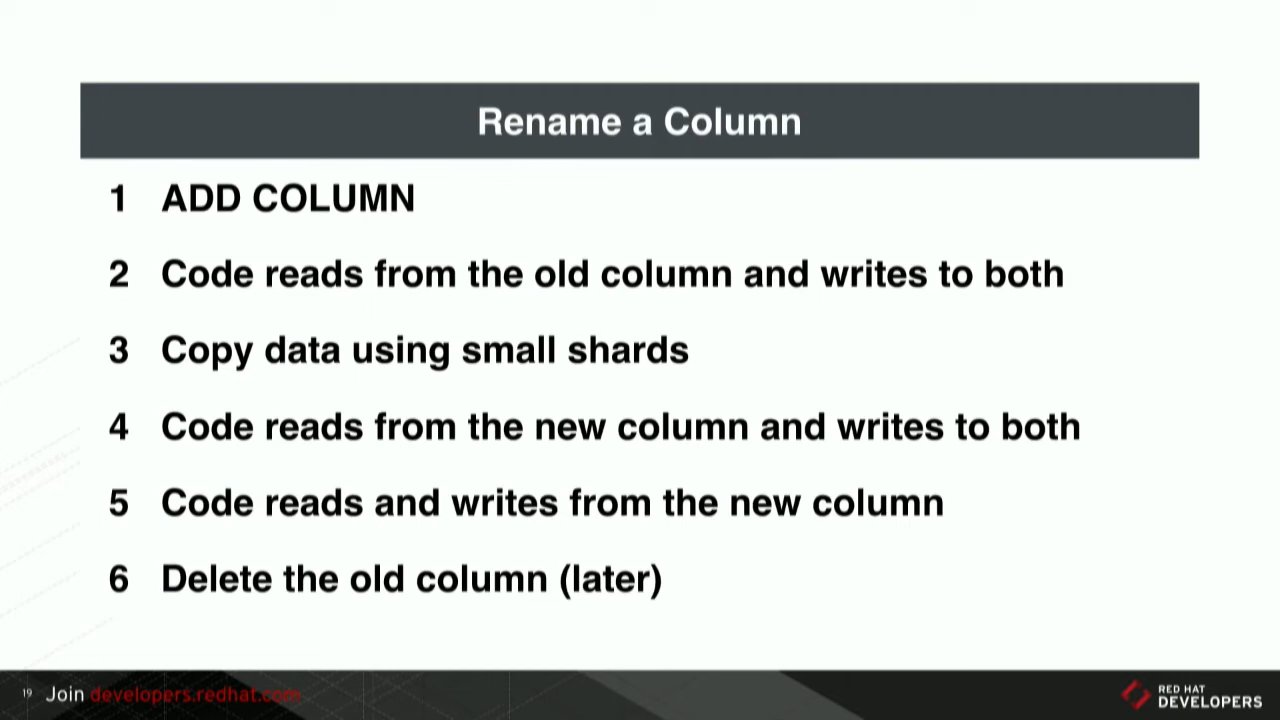 Rename a Column
1 ADD COLUMN
2 Code reads from the old column and writes to both
3 Copy data using small shards
4 Code reads from the new column and writes to both
5 Code reads and writes from the new column
6 Delete the old column (later)
19 Join developers.redhat.com
RED HAT
DEVELOPERS